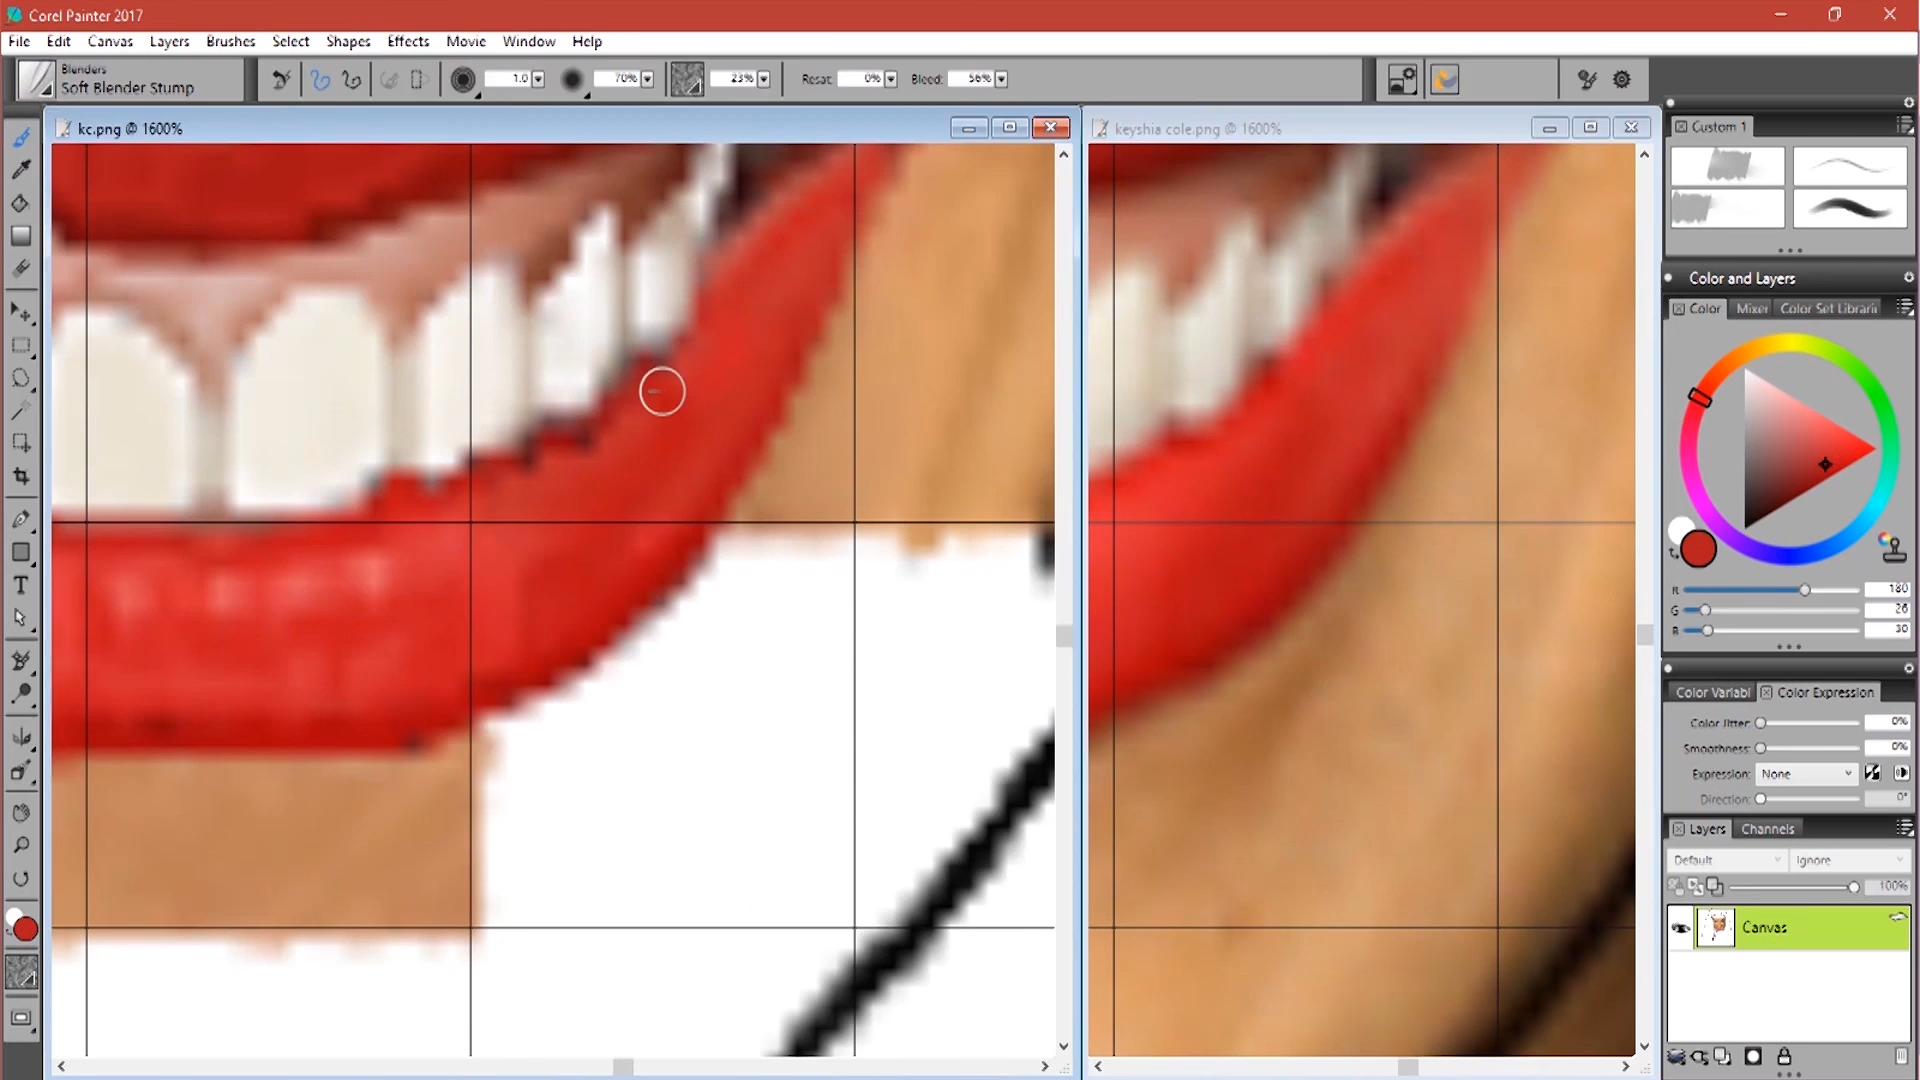 Corel Painter 2017
File Edit Canvas Layers Brushes Select Shapes Effects Movie Window Help
Blenders
Soft Blender Stump
1.0 70% 23% Resat: 0% Bleed: 56%
kc.png @ 1600%
keyshia cole.png @ 1600%
Custom 1
Color and Layers
Color Mixer Color Set Librari
R 180
G 26
B 30
Color Variabl Color Expression
Color Jitter: 0%
Smoothness: 0%
Expression: None
Direction: 0°
Layers Channels
Default Ignore
100%
Canvas
T